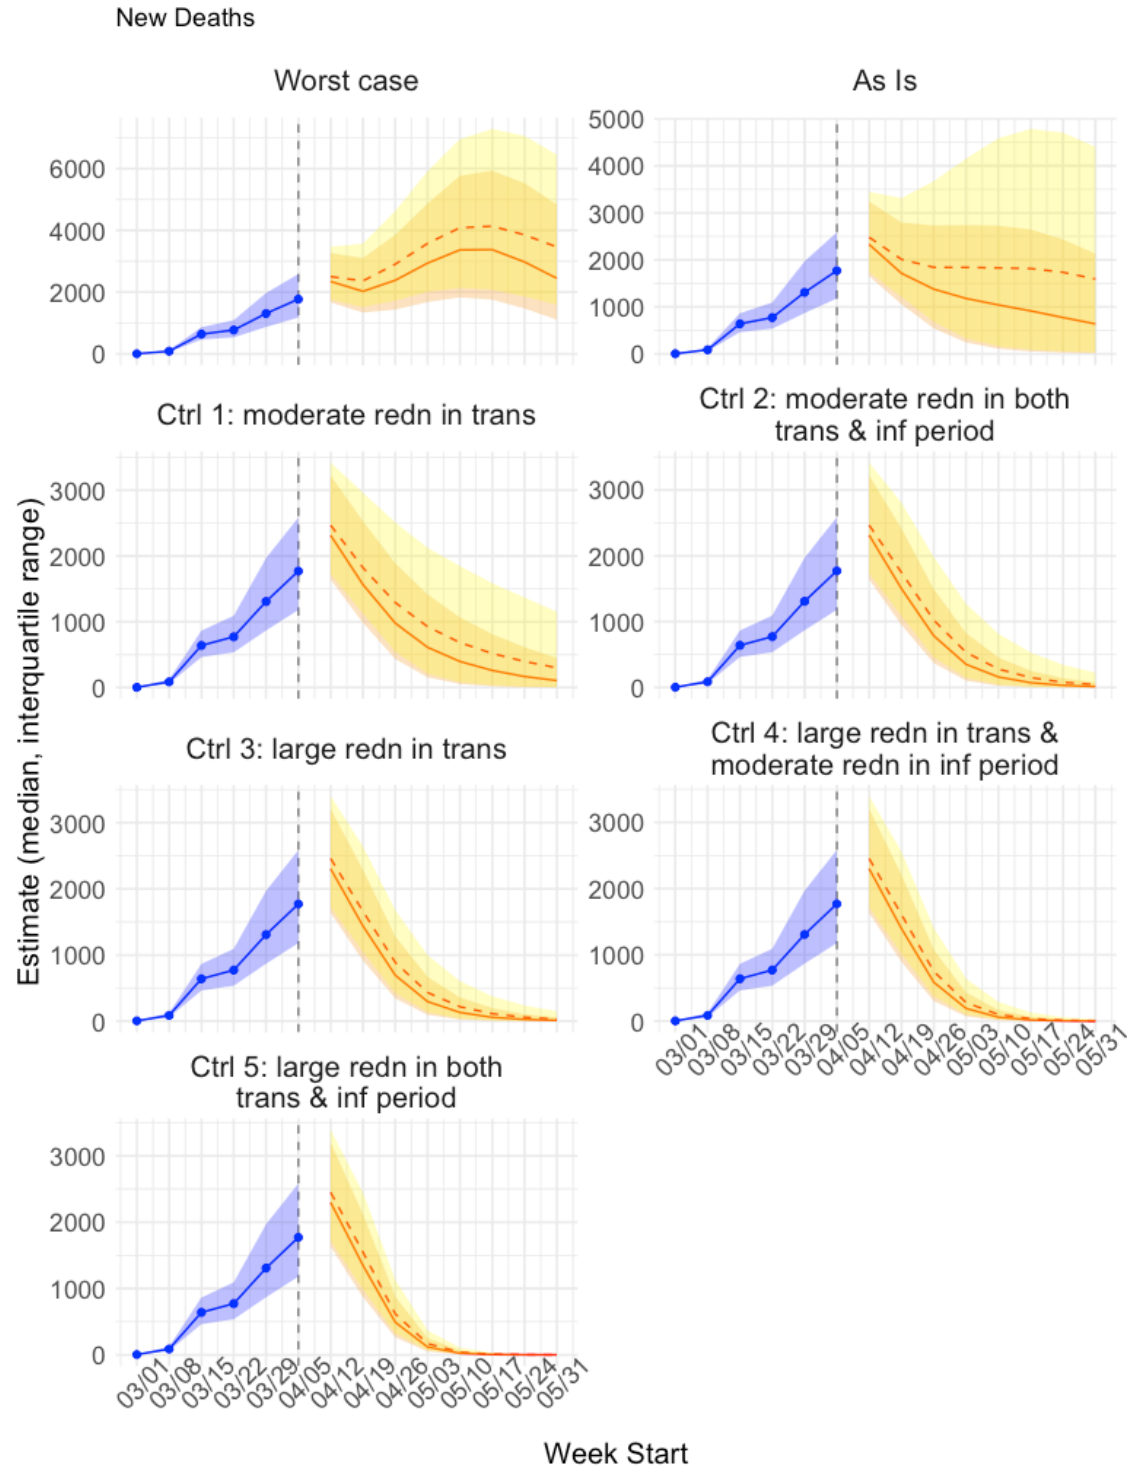 New Deaths
Worst case
As Is
6000
4000
2000
0
5000
4000
3000
2000
1000
0
Ctrl 1: moderate redn in trans
Ctrl 2: moderate redn in both
trans & inf period
3000
2000
1000
0
3000
2000
1000
0
Estimate (median, interquartile range)
Ctrl 3: large redn in trans
Ctrl 4: large redn in trans &
moderate redn in inf period
3000
2000
1000
0
3000
2000
1000
0
03/01 03/08 03/15 03/22 03/29 04/05 04/12 04/19 04/26 05/03 05/10 05/17 05/24 05/31
Ctrl 5: large redn in both
trans & inf period
3000
2000
1000
0
03/01 03/08 03/15 03/22 03/29 04/05 04/12 04/19 04/26 05/03 05/10 05/17 05/24 05/31
Week Start